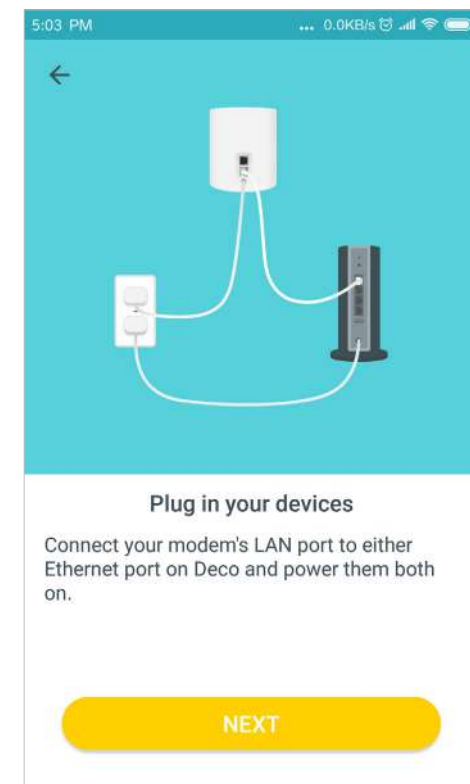 5:03 PM ... 0.0KB/s
Plug in your devices
Connect your modem's LAN port to either
Ethernet port on Deco and power them both
on.
NEXT